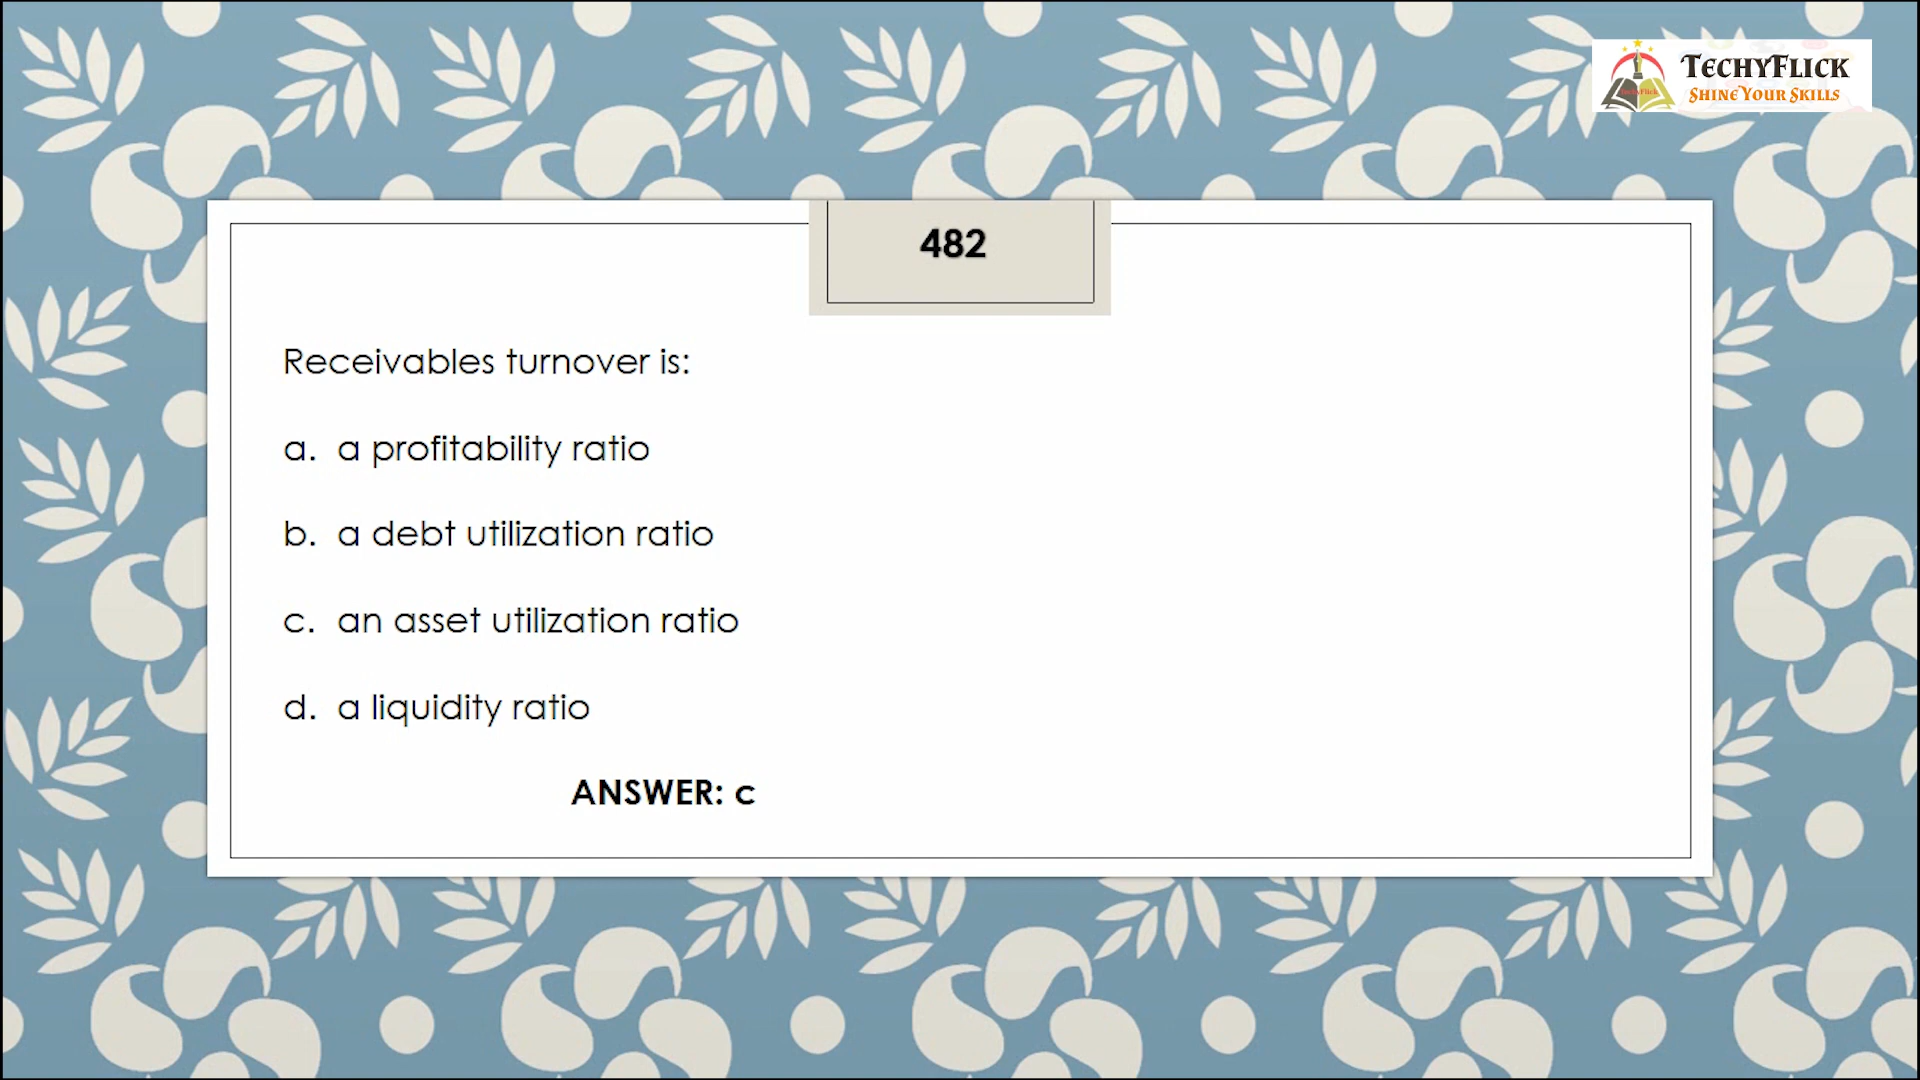 TECHYFLICK
SHINE YOUR SKILLS
482
Receivables turnover is:
a. a profitability ratio
b. a debt utilization ratio
c. an asset utilization ratio
d. a liquidity ratio
ANSWER: c